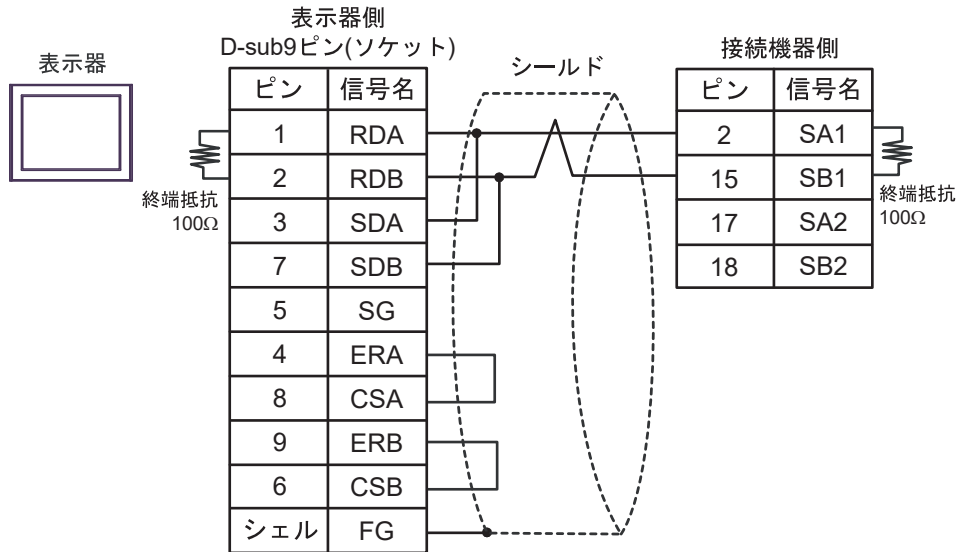 表示器側
D-sub9ピン(ソケット)
表示器
シールド
接続機器側
ピン 信号名
1 RDA
2 RDB
3 SDA
7 SDB
5 SG
4 ERA
8 CSA
9 ERB
6 CSB
シェル FG
終端抵抗
100Ω
ピン 信号名
2 SA1
15 SB1
17 SA2
18 SB2
終端抵抗
100Ω